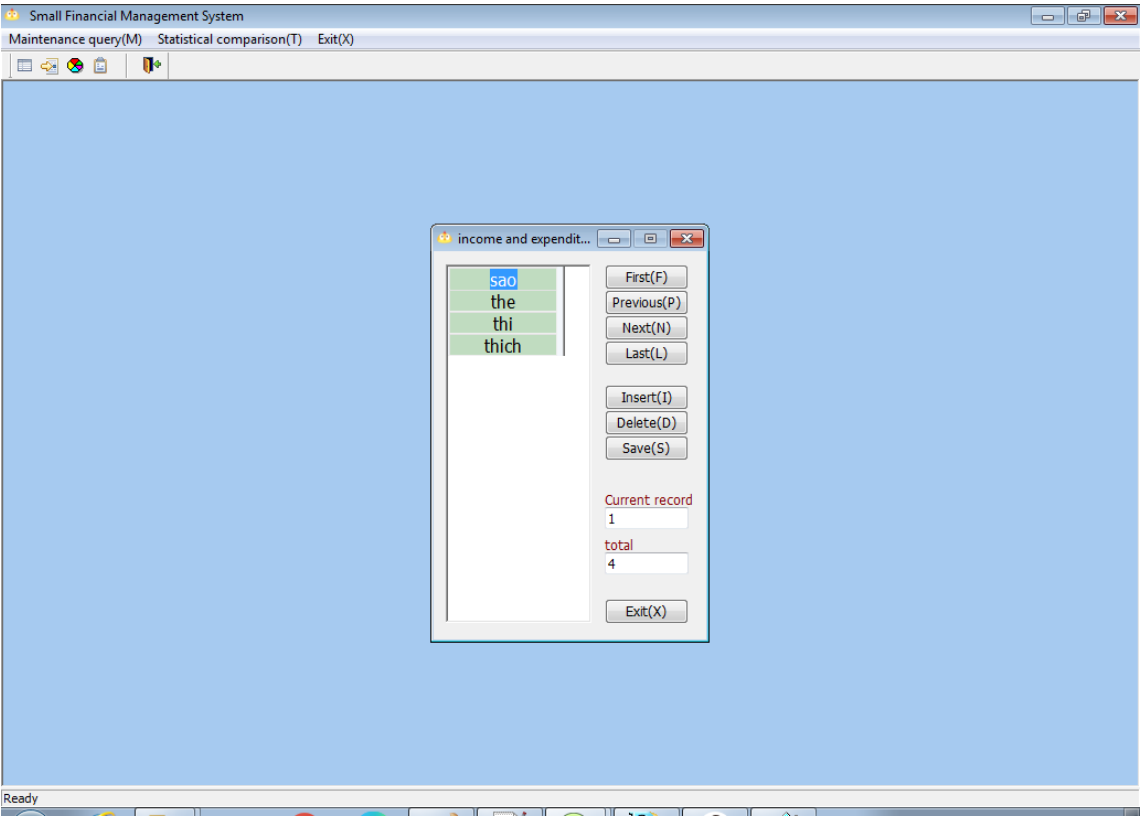 Small Financial Management System
Maintenance query(M) Statistical comparison(T) Exit(X)
income and expendit...
sao
the
thi
thich
First(F)
Previous(P)
Next(N)
Last(L)
Insert(I)
Delete(D)
Save(S)
Current record
1
total
4
Exit(X)
Ready